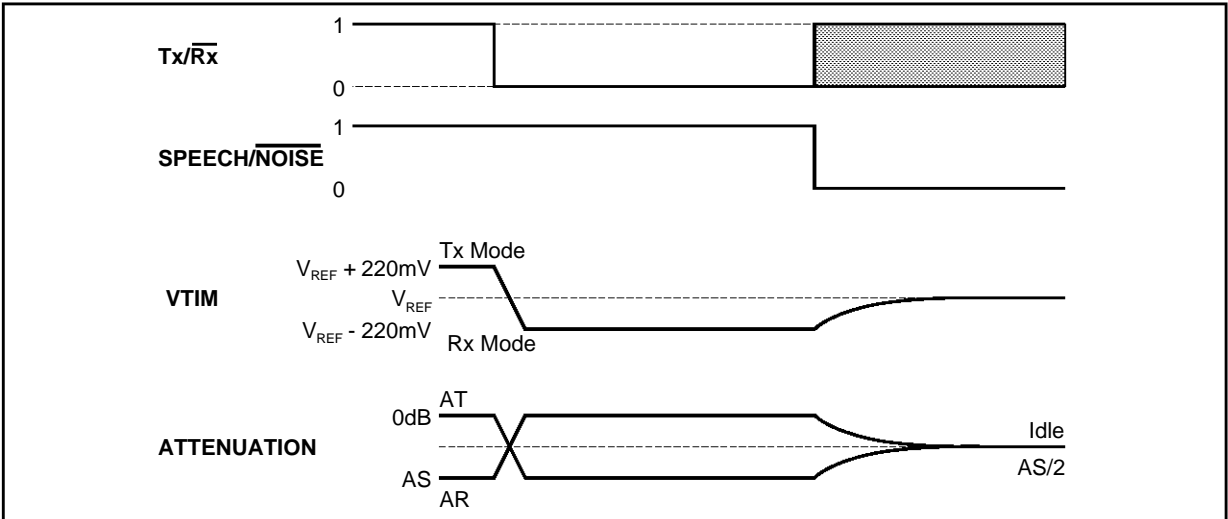 1
Tx/Rx
0
1
SPEECH/NOISE
0
Tx Mode
VREF + 220mV
VTIM
VREF
VREF - 220mV
Rx Mode
AT
0dB
ATTENUATION
Idle
AS/2
AS
AR